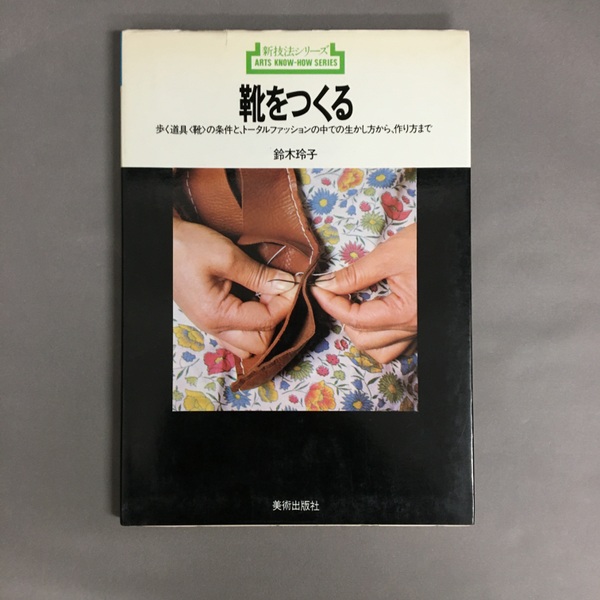 新技法シリーズ
ARTS KNOW-HOW SERIES
靴をつくる
歩く道具〈靴〉の条件と、トータルファッションの中での生かし方から、作り方まで
鈴木玲子
美術出版社